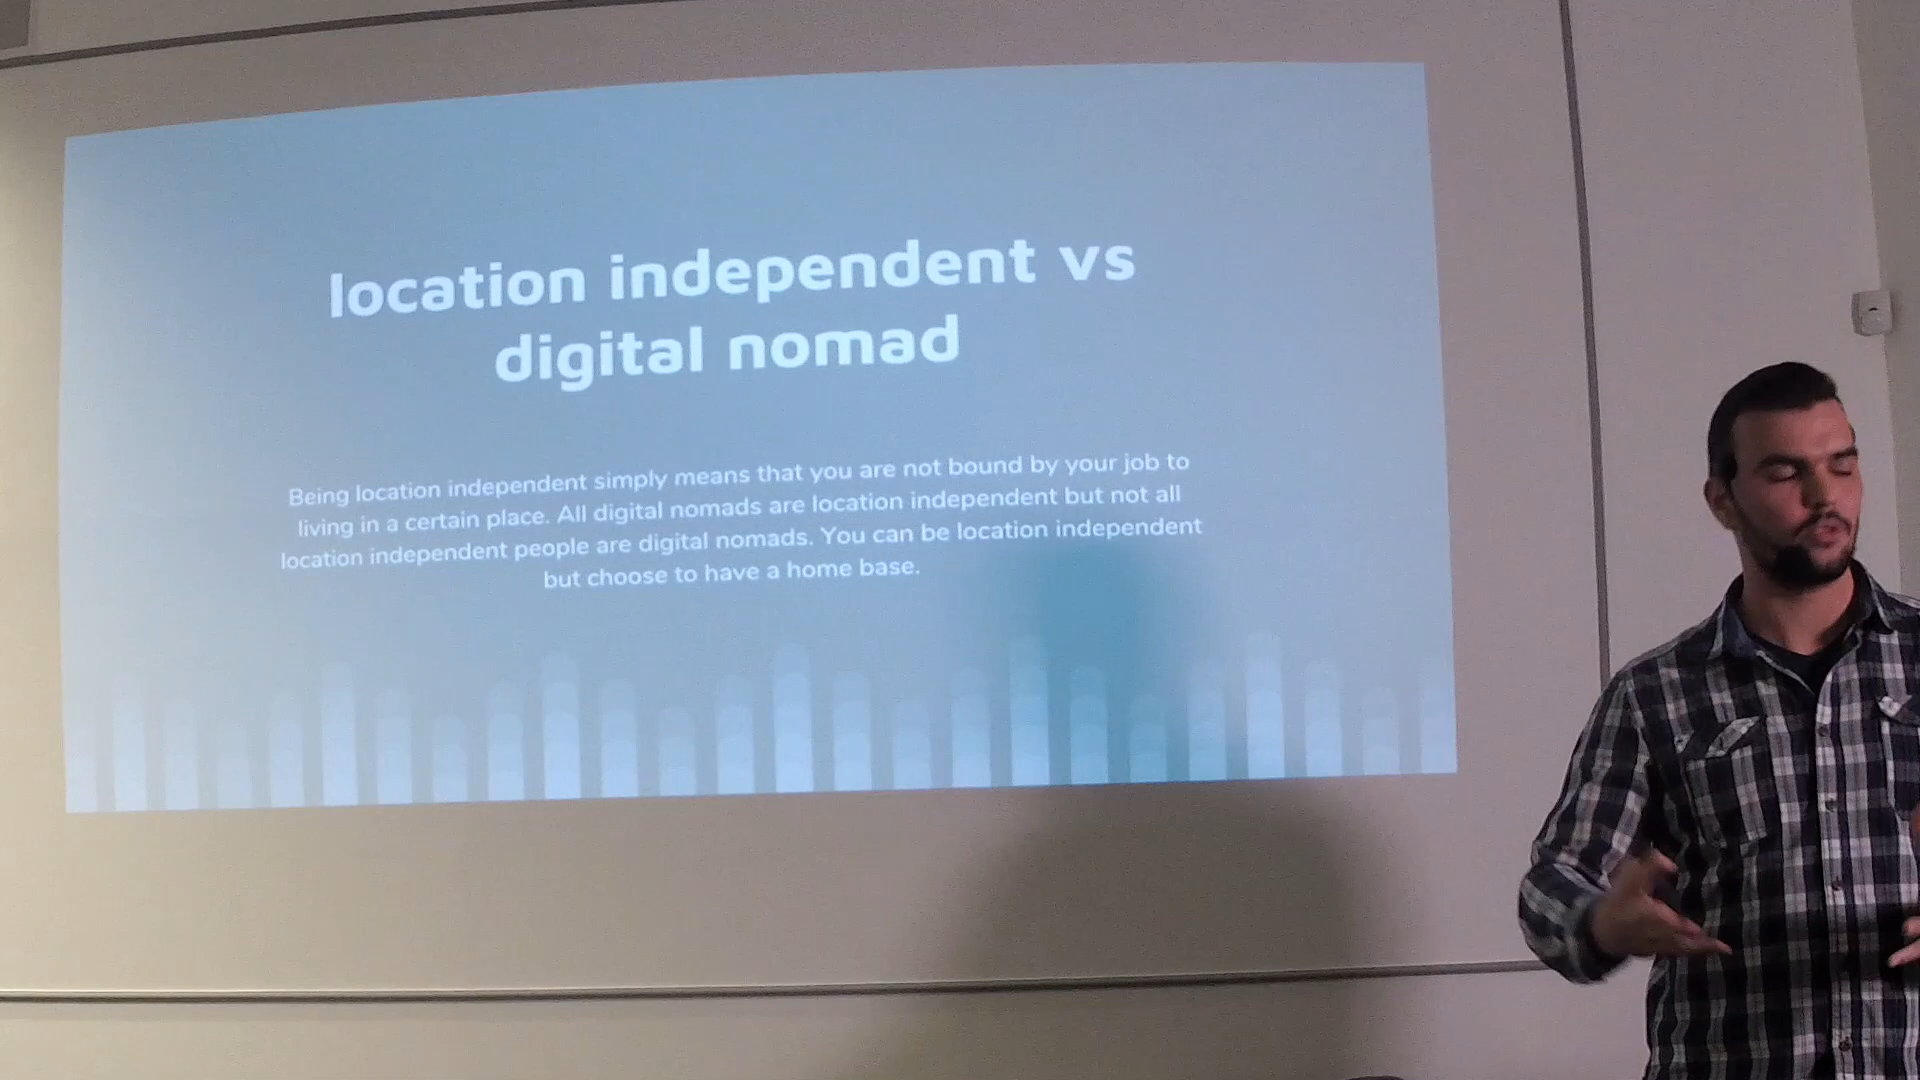 location independent vs
digital nomad
Being location independent simply means that you are not bound by your job to
living in a certain place. All digital nomads are location independent but not all
location independent people are digital nomads. You can be location independent
but choose to have a home base.